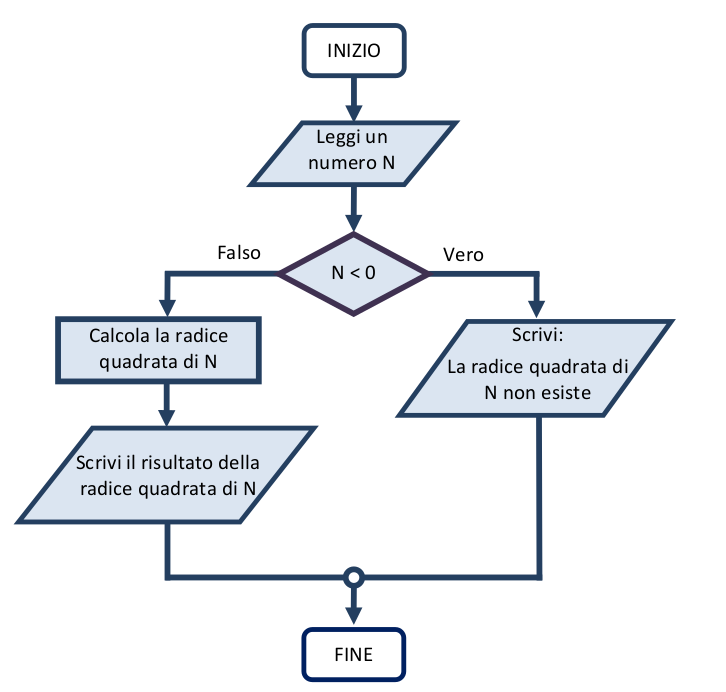 INIZIO
Leggi un
numero N
Falso
N < 0
Vero
Calcola la radice
quadrata di N
Scrivi il risultato della
radice quadrata di N
Scrivi:
La radice quadrata di
N non esiste
FINE